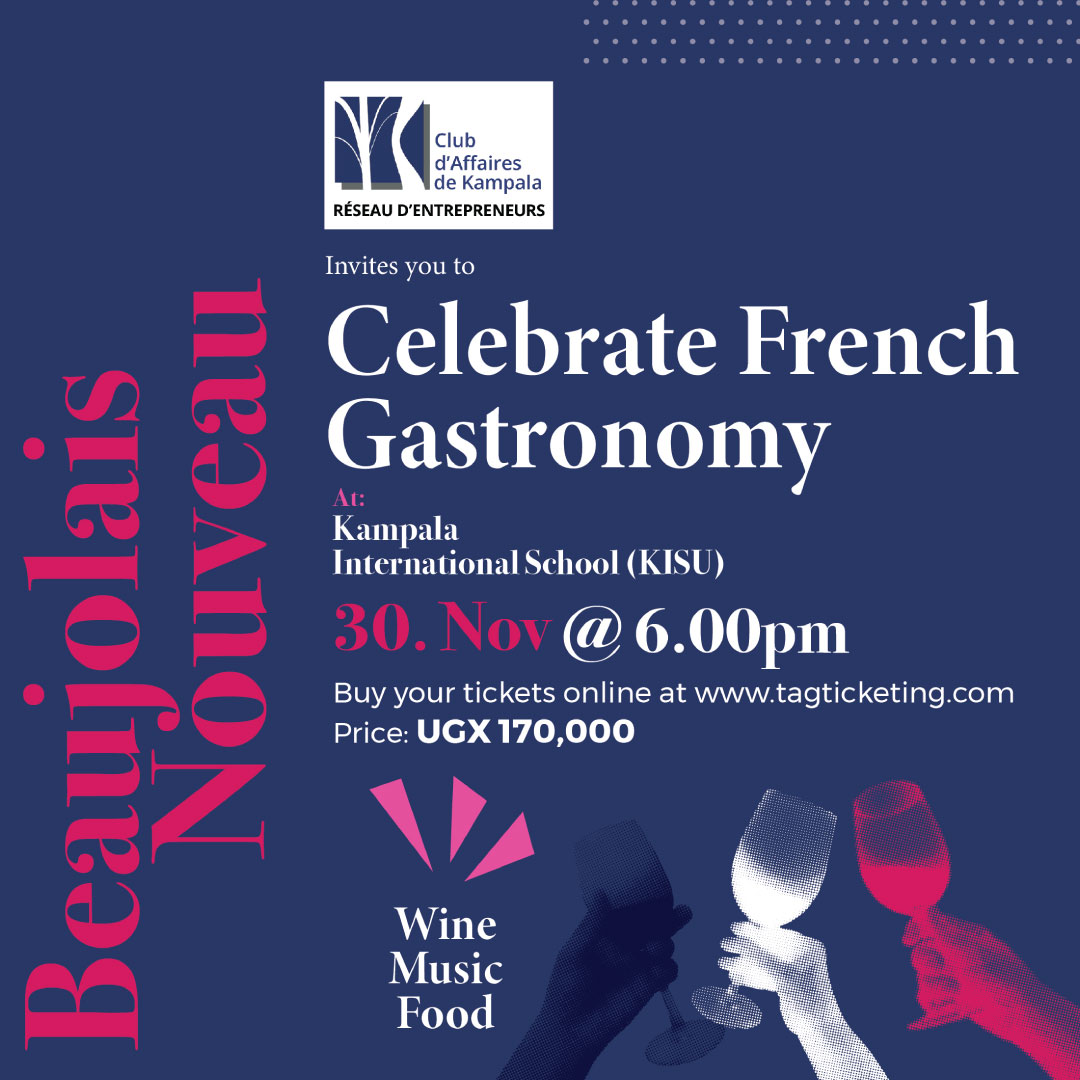 Club
d'Affaires
de Kampala
RÉSEAU D'ENTREPRENEURS
Invites you to
Celebrate French
Gastronomy
At:
Kampala
International School (KISU)
30. Nov @ 6.00pm
Buy your tickets online at www.tagticketing.com
Price: UGX 170,000
Beaujolais
Nouveau
Wine
Music
Food